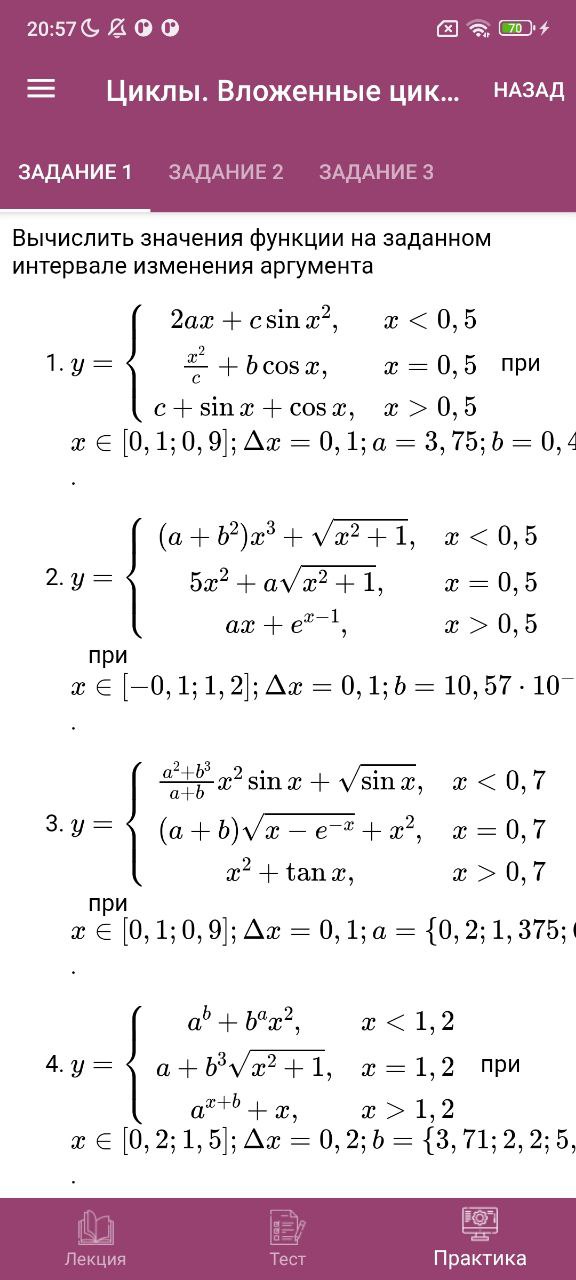 20:57
70
Циклы. Вложенные цик...
НАЗАД
ЗАДАНИЕ 1
ЗАДАНИЕ 2
ЗАДАНИЕ 3
Вычислить значения функции на заданном
интервале изменения аргумента
2ax + c sin x², x < 0, 5
1. y = { x²/c + b cos x, x = 0, 5 при
c + sin x + cos x, x > 0, 5
x ∈ [0, 1; 0, 9]; Δx = 0, 1; a = 3, 75; b = 0, 4
.
(a + b²)x³ + √(x² + 1), x < 0, 5
2. y = { 5x² + a√(x² + 1), x = 0, 5
ax + eˣ⁻¹, x > 0, 5
при
x ∈ [−0, 1; 1, 2]; Δx = 0, 1; b = 10, 57 · 10⁻
.
(a²+b³)/(a+b) x² sin x + √(sin x), x < 0, 7
3. y = { (a + b)√(x − e⁻ˣ) + x², x = 0, 7
x² + tan x, x > 0, 7
при
x ∈ [0, 1; 0, 9]; Δx = 0, 1; a = {0, 2; 1, 375;
.
aᵇ + bᵃx², x < 1, 2
4. y = { a + b³√(x² + 1), x = 1, 2 при
aˣ⁺ᵇ + x, x > 1, 2
x ∈ [0, 2; 1, 5]; Δx = 0, 2; b = {3, 71; 2, 2; 5,
.
Лекция
Тест
Практика